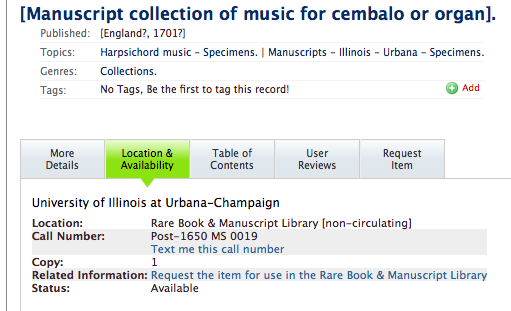 [Manuscript collection of music for cembalo or organ].
Published: [England?, 1701?]
Topics: Harpsichord music – Specimens. | Manuscripts – Illinois – Urbana – Specimens.
Genres: Collections.
Tags: No Tags, Be the first to tag this record! Add
More Details
Location & Availability
Table of Contents
User Reviews
Request Item
University of Illinois at Urbana-Champaign
Location: Rare Book & Manuscript Library [non-circulating]
Call Number: Post-1650 MS 0019
Text me this call number
Copy: 1
Related Information: Request the item for use in the Rare Book & Manuscript Library
Status: Available